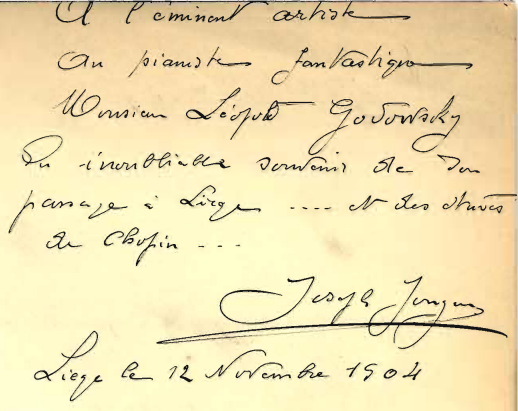 A l'éminent artiste
Au pianiste fantastique
Monsieur Léopold Godowsky
En inoubliable souvenir de son
passage à Liège .... et des études
de Chopin ...
Joseph Jongen
Liège le 12 Novembre 1904